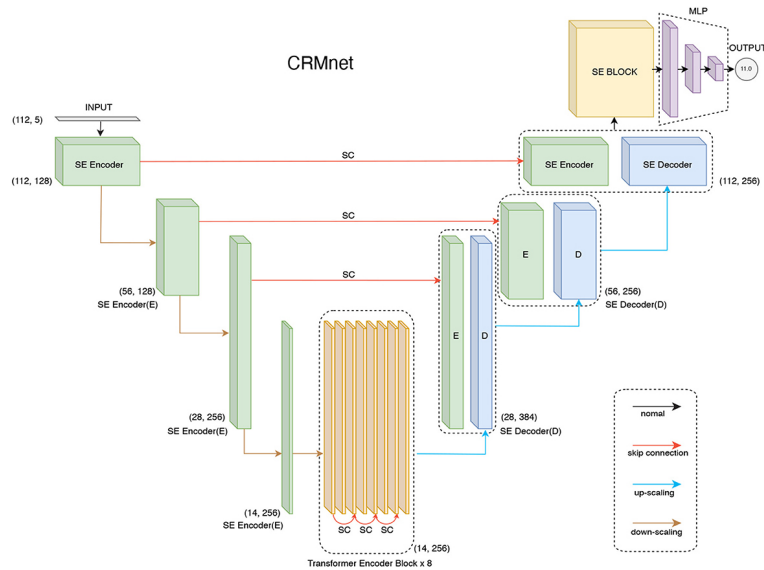 CRMnet
MLP
OUTPUT
11.0
SE BLOCK
INPUT
(112, 5)
SE Encoder
(112, 128)
SC
SE Encoder
SE Decoder
(112, 256)
SC
E
D
(56, 128)
SE Encoder(E)
(56, 256)
SE Decoder(D)
SC
E
D
(28, 256)
SE Encoder(E)
(28, 384)
SE Decoder(D)
(14, 256)
SE Encoder(E)
SC
SC
SC
(14, 256)
Transformer Encoder Block x 8
nomal
skip connection
up-scaling
down-scaling